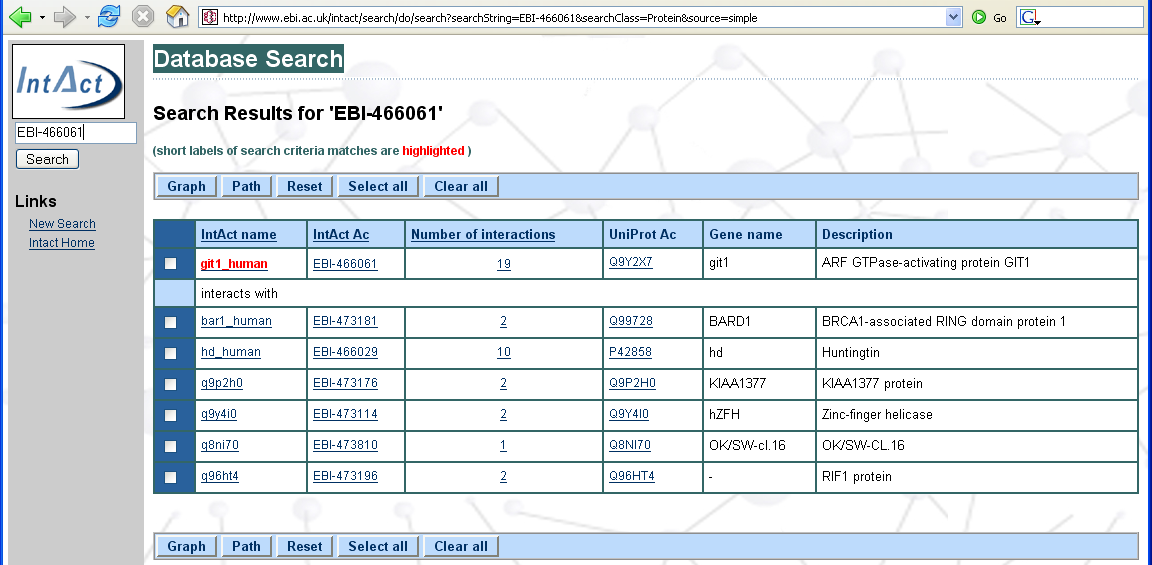 http://www.ebi.ac.uk/intact/search/do/search?searchString=EBI-466061&searchClass=Protein&source=simple Go G
IntAct
EBI-466061
Search
Links
New Search
Intact Home
Database Search
Search Results for 'EBI-466061'
(short labels of search criteria matches are highlighted )
Graph Path Reset Select all Clear all
IntAct name IntAct Ac Number of interactions UniProt Ac Gene name Description
git1_human EBI-466061 19 Q9Y2X7 git1 ARF GTPase-activating protein GIT1
interacts with
bar1_human EBI-473181 2 Q99728 BARD1 BRCA1-associated RING domain protein 1
hd_human EBI-466029 10 P42858 hd Huntingtin
q9p2h0 EBI-473176 2 Q9P2H0 KIAA1377 KIAA1377 protein
q9y4i0 EBI-473114 2 Q9Y4I0 hZFH Zinc-finger helicase
q8ni70 EBI-473810 1 Q8NI70 OK/SW-cl.16 OK/SW-CL.16
q96ht4 EBI-473196 2 Q96HT4 - RIF1 protein
Graph Path Reset Select all Clear all